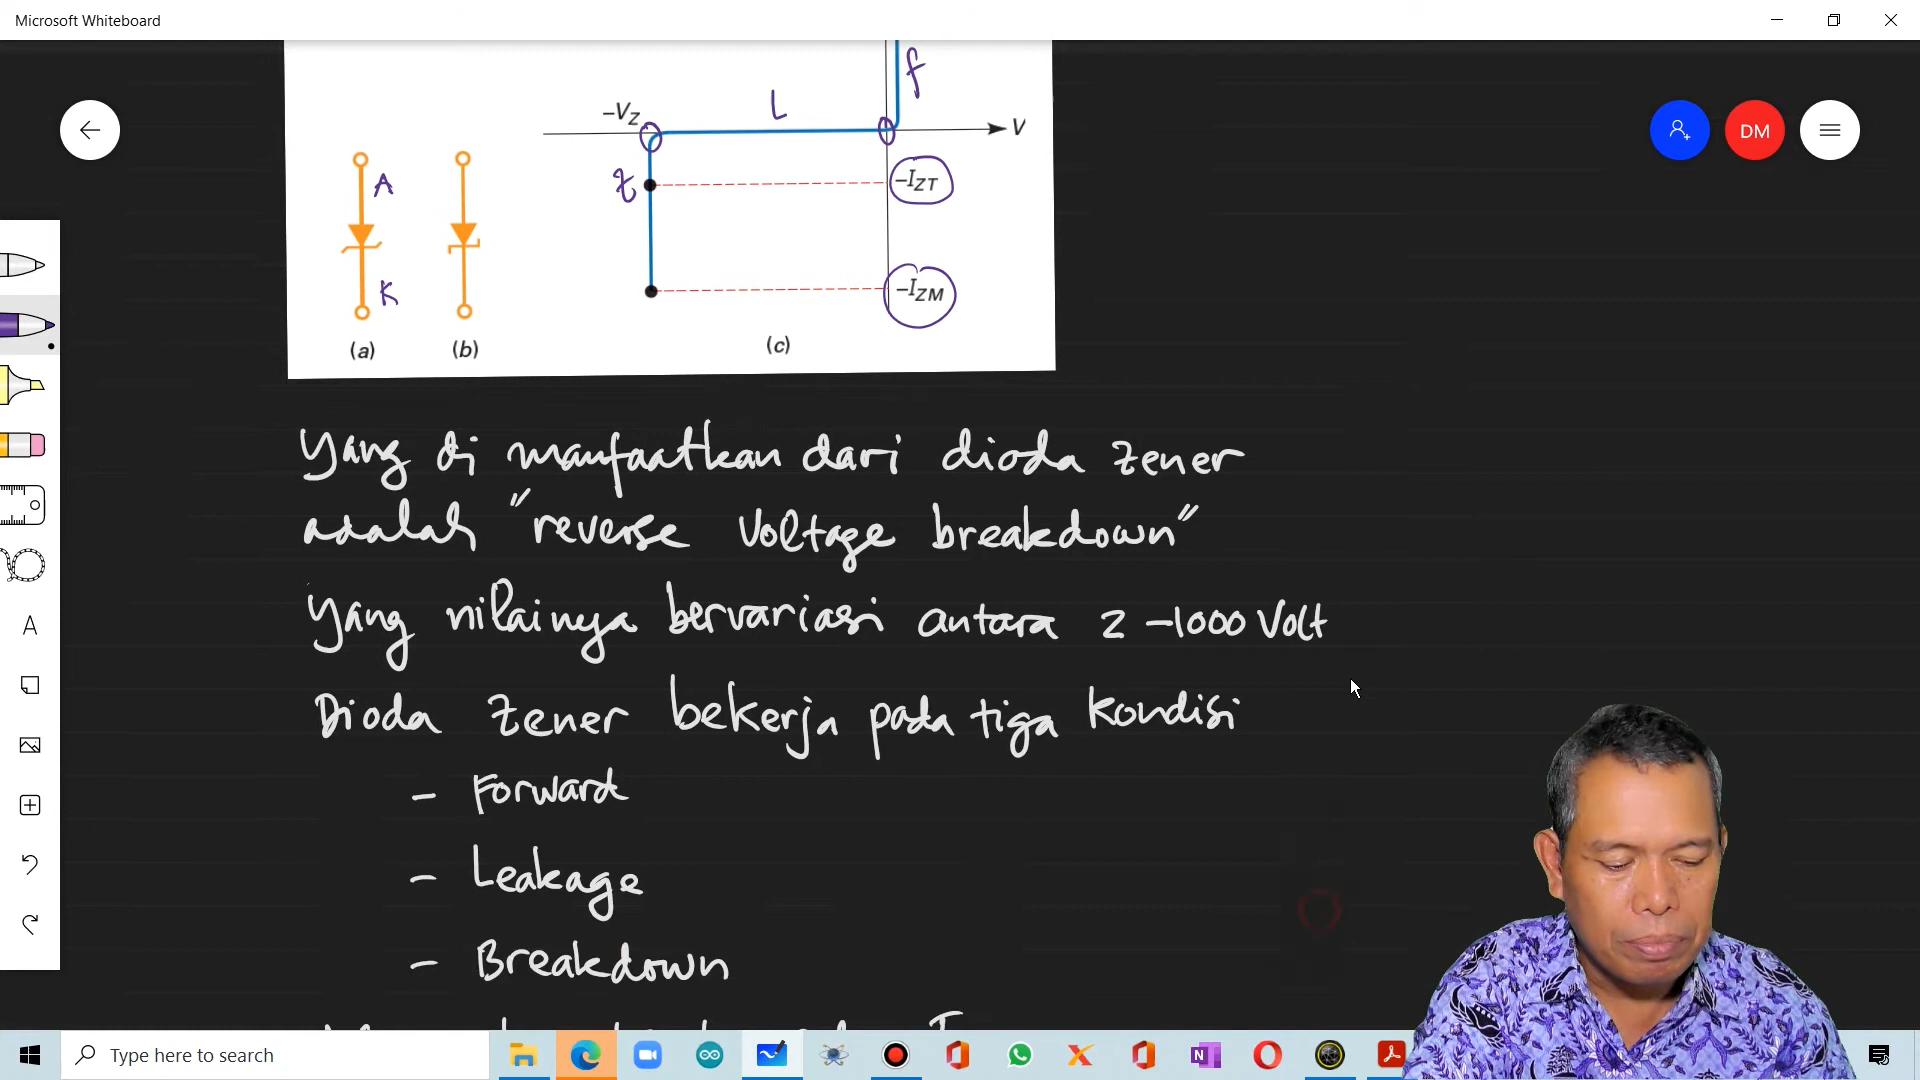 Microsoft Whiteboard
f
L
-VZ
V
-IZT
z
A
K
-IZM
(a)
(b)
(c)
DM
Yang di manfaatkan dari dioda zener
adalah "reverse voltage breakdown"
Yang nilainya bervariasi antara 2 -1000 Volt
Dioda zener bekerja pada tiga kondisi
- Forward
- Leakage
- Breakdown
Type here to search